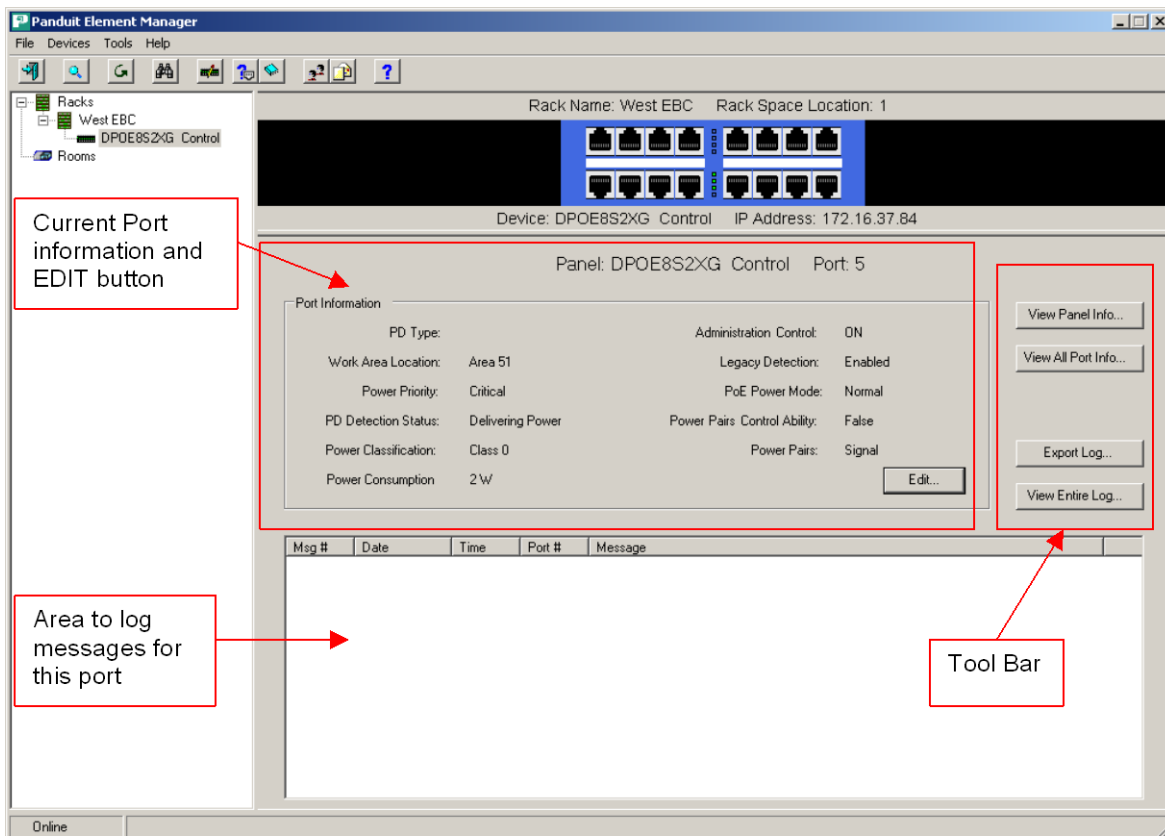 Panduit Element Manager
File Devices Tools Help
Racks
West EBC
DPOE8S2XG Control
Rooms
Rack Name: West EBC Rack Space Location: 1
Device: DPOE8S2XG Control IP Address: 172.16.37.84
Current Port
information and
EDIT button
Panel: DPOE8S2XG Control Port: 5
Port Information
PD Type:
Administration Control: ON
Work Area Location: Area 51
Legacy Detection: Enabled
Power Priority: Critical
PoE Power Mode: Normal
PD Detection Status: Delivering Power
Power Pairs Control Ability: False
Power Classification: Class 0
Power Pairs: Signal
Power Consumption 2 W
Edit...
View Panel Info...
View All Port Info...
Export Log...
View Entire Log...
Msg # Date Time Port # Message
Area to log
messages for
this port
Tool Bar
Online